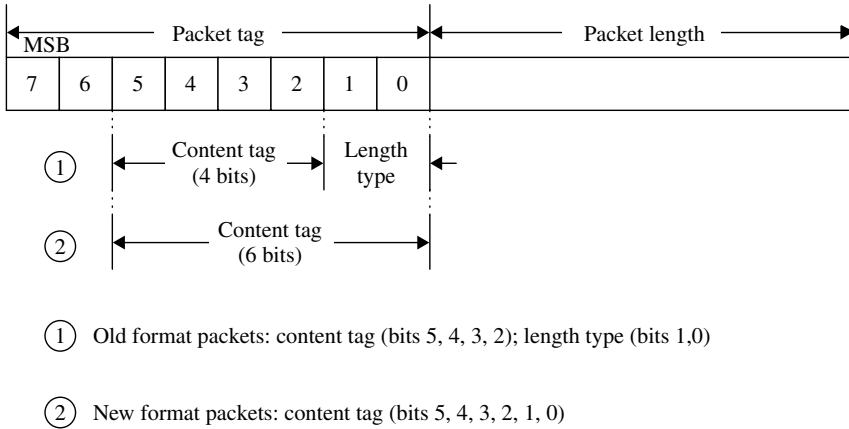 Packet tag
Packet length
MSB
7 6 5 4 3 2 1 0
1
Content tag
(4 bits)
Length
type
2
Content tag
(6 bits)
1 Old format packets: content tag (bits 5, 4, 3, 2); length type (bits 1,0)
2 New format packets: content tag (bits 5, 4, 3, 2, 1, 0)